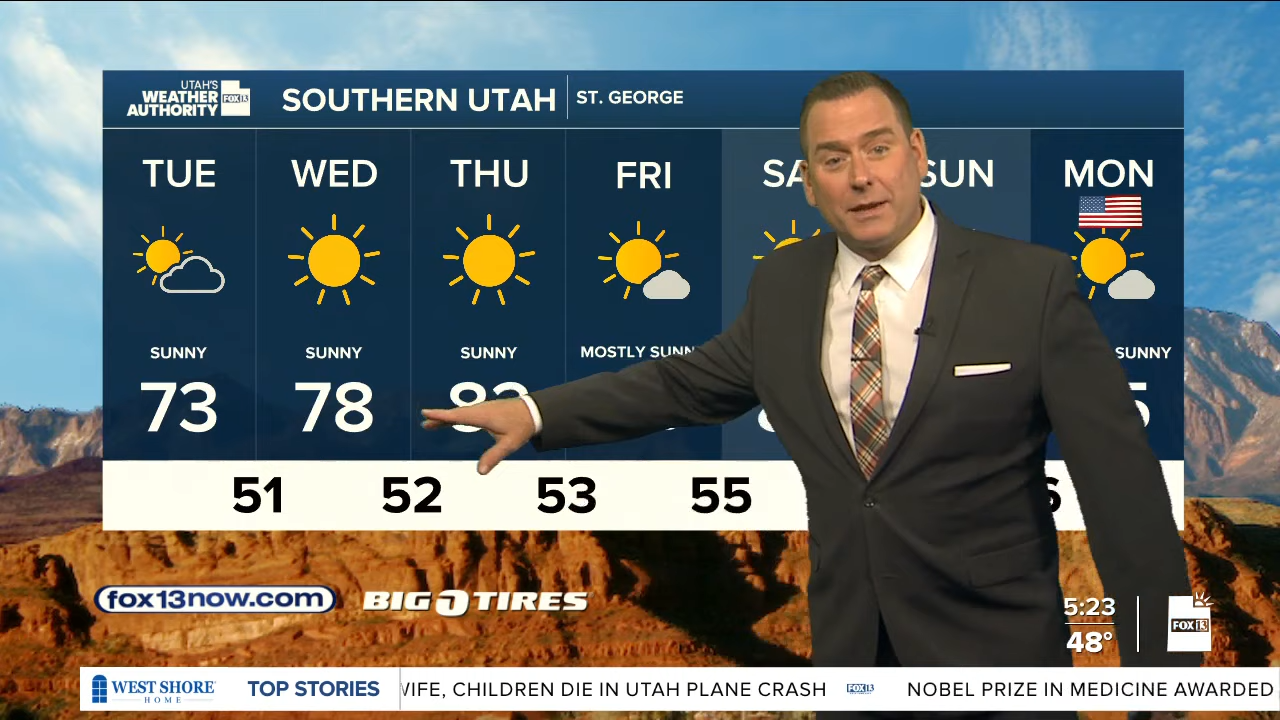 UTAH'S
WEATHER
AUTHORITY
FOX 13
SOUTHERN UTAH
ST. GEORGE
TUE
WED
THU
FRI
SUN
MON
SUNNY
SUNNY
SUNNY
MOSTLY
SUNNY
73
78
51
52
53
55
fox13now.com
BIG O TIRES
5:23
48°
FOX 13
WEST SHORE
HOME
TOP STORIES
WIFE, CHILDREN DIE IN UTAH PLANE CRASH
FOX 13
NOBEL PRIZE IN MEDICINE AWARDED